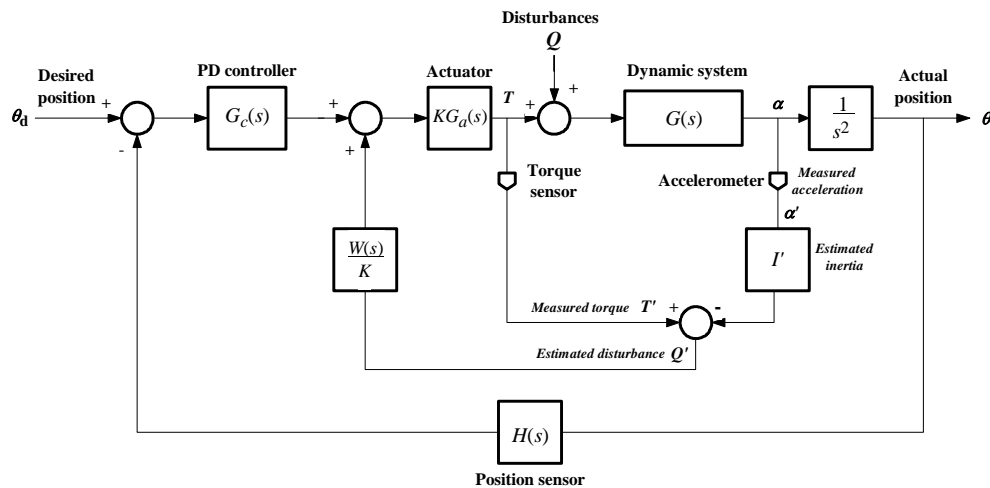 Disturbances
Q
Desired
position
PD controller
Actuator
Dynamic system
Actual
position
θd
+
-
Gc(s)
+
–
+
KGa(s)
T
+
+
G(s)
α
1
s²
θ
Torque
sensor
Accelerometer
Measured
acceleration
α'
W(s)
K
I'
Estimated
inertia
Measured torque T'
+
-
Estimated disturbance Q'
H(s)
Position sensor